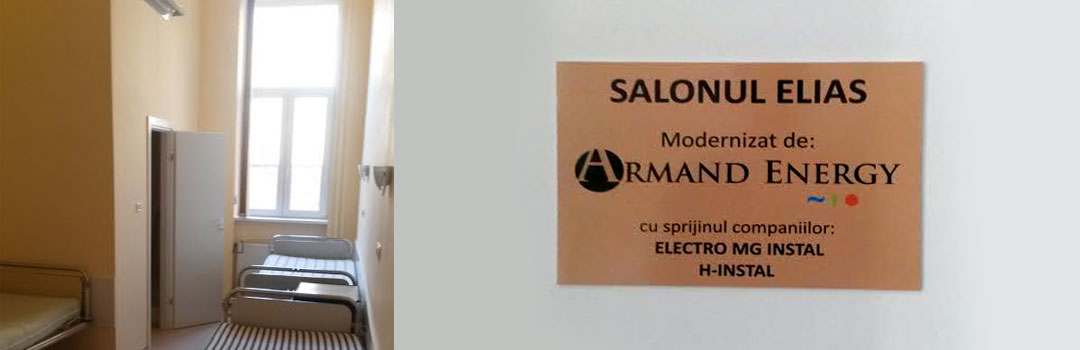 SALONUL ELIAS
Modernizat de:
ARMAND ENERGY
cu sprijinul companiilor:
ELECTRO MG INSTAL
H-INSTAL